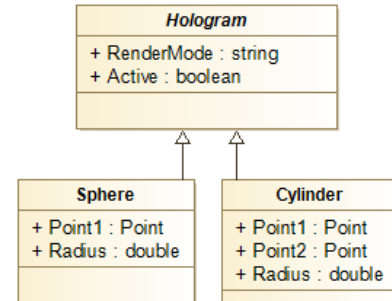 Hologram
+ RenderMode : string
+ Active : boolean
Sphere
+ Point1 : Point
+ Radius : double
Cylinder
+ Point1 : Point
+ Point2 : Point
+ Radius : double